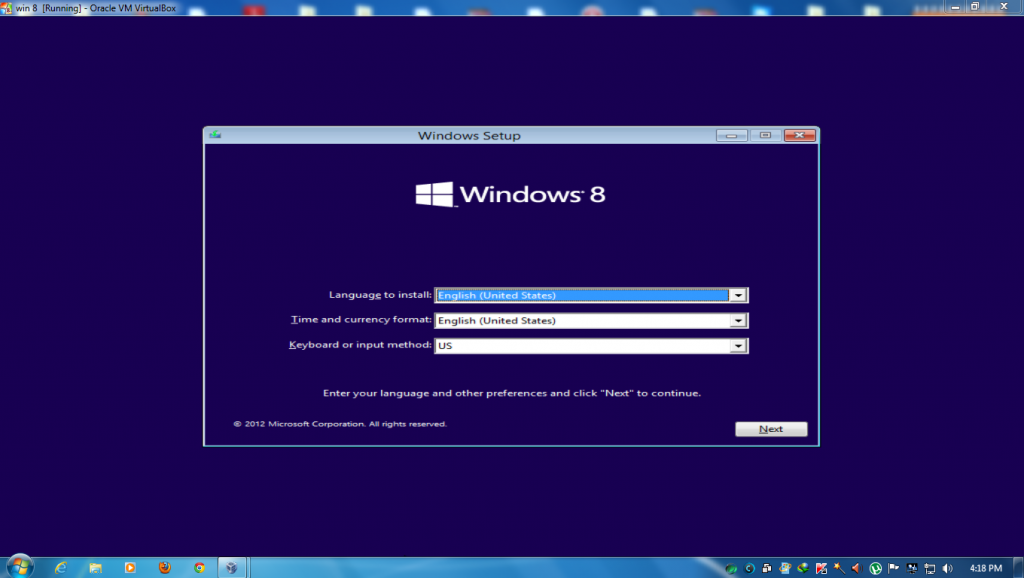 win 8 [Running] - Oracle VM VirtualBox
Windows Setup
Windows 8
Language to install: English (United States)
Time and currency format: English (United States)
Keyboard or input method: US
Enter your language and other preferences and click "Next" to continue.
© 2012 Microsoft Corporation. All rights reserved.
Next
4:18 PM